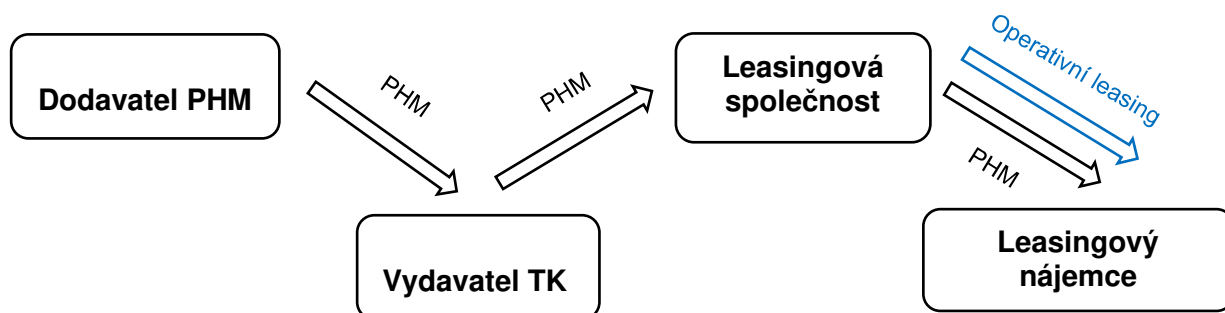 Dodavatel PHM
PHM
PHM
Leasingová
společnost
Operativní leasing
PHM
Vydavatel TK
Leasingový
nájemce